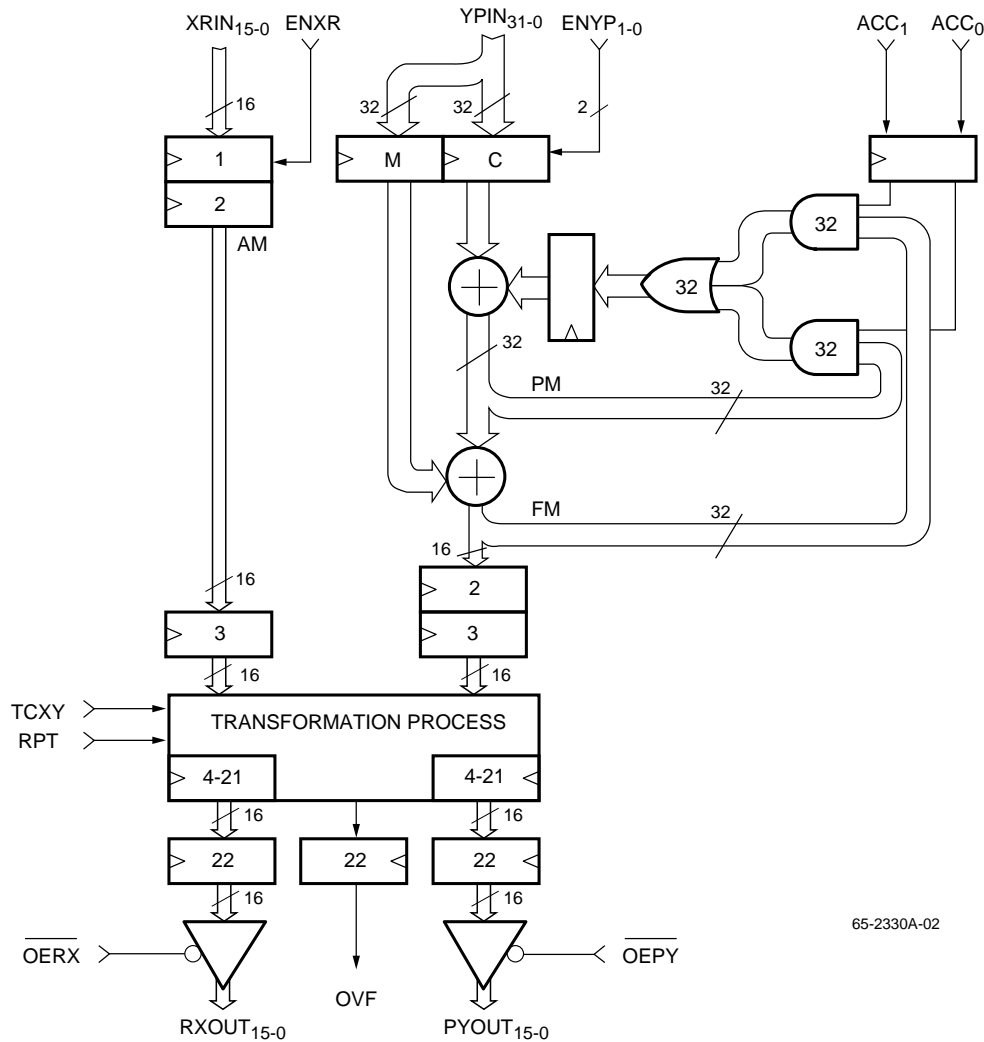 XRIN15-0 ENXR YPIN31-0 ENYP1-0 ACC1 ACC0
16 32 32 2
1 M C
2 32
AM
32
32
32
PM 32
FM 32
16
16 2
3 3
16 16
TCXY TRANSFORMATION PROCESS
RPT
4-21 4-21
16 16
22 22 22
16 16
65-2330A-02
OERX OEPY
OVF
RXOUT15-0 PYOUT15-0